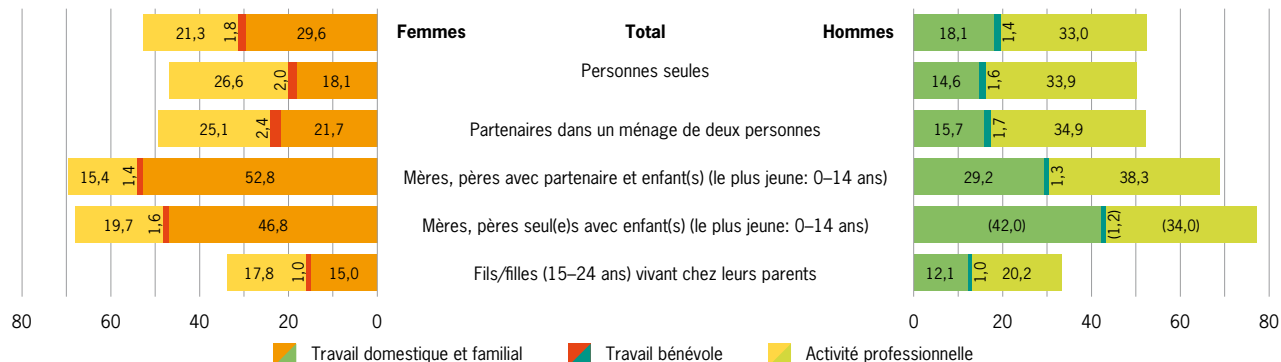 Femmes Total Hommes
21,3 1,8 29,6 18,1 1,4 33,0
Personnes seules
26,6 2,0 18,1 14,6 1,6 33,9
Partenaires dans un ménage de deux personnes
25,1 2,4 21,7 15,7 1,7 34,9
Mères, pères avec partenaire et enfant(s) (le plus jeune: 0–14 ans)
15,4 1,4 52,8 29,2 1,3 38,3
Mères, pères seul(e)s avec enfant(s) (le plus jeune: 0–14 ans)
19,7 1,6 46,8 (42,0) (1,2) (34,0)
Fils/filles (15–24 ans) vivant chez leurs parents
17,8 1,0 15,0 12,1 1,0 20,2
80 60 40 20 0 0 20 40 60 80
Travail domestique et familial Travail bénévole Activité professionnelle